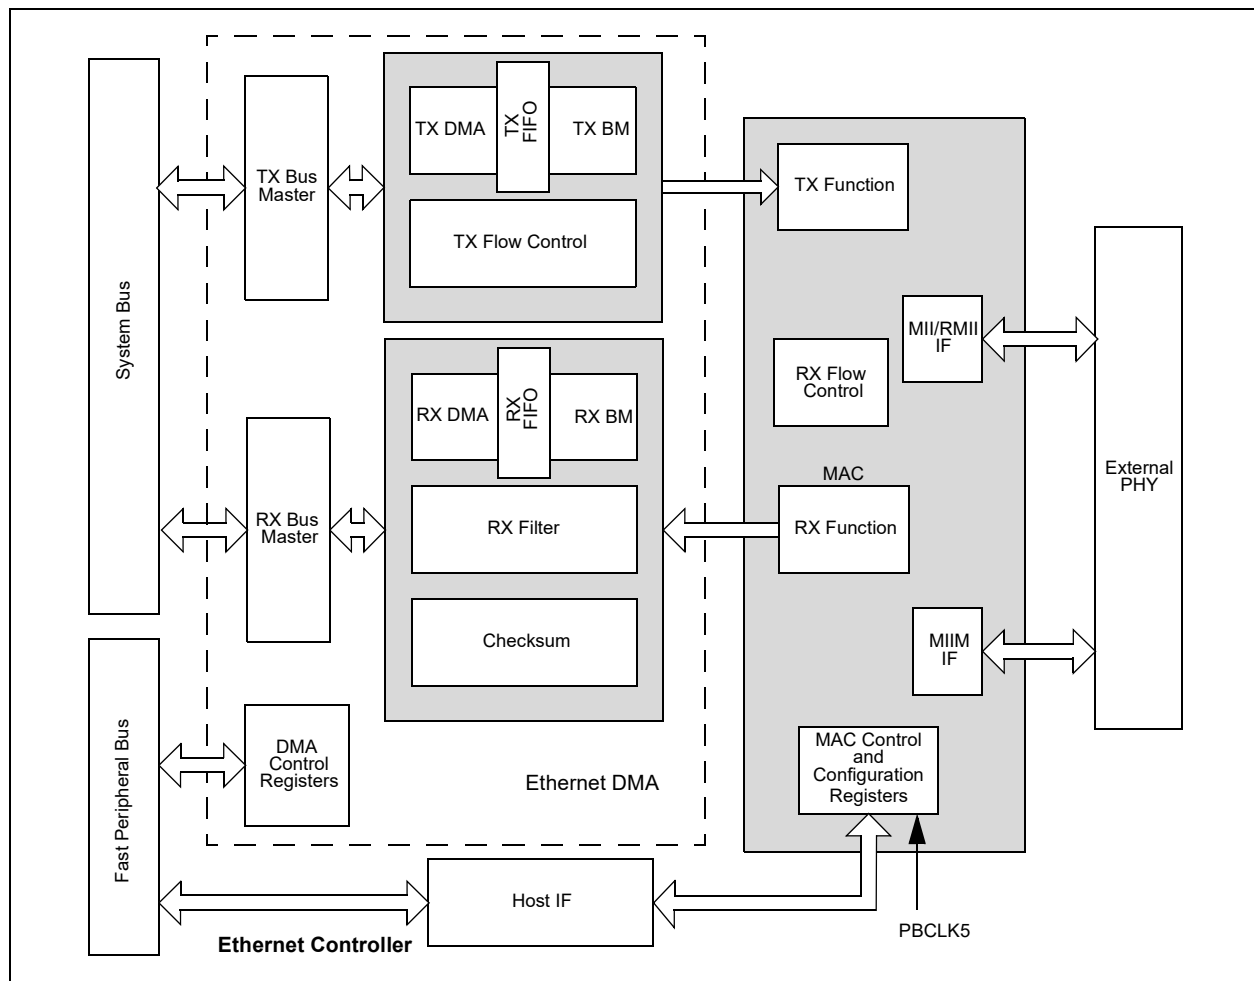 System Bus
Fast Peripheral Bus
TX Bus
Master
TX DMA
TX
FIFO
TX BM
TX Flow Control
RX Bus
Master
RX DMA
RX
FIFO
RX BM
RX Filter
Checksum
DMA
Control
Registers
Ethernet DMA
TX Function
MII/RMII
IF
RX Flow
Control
MAC
RX Function
MIIM
IF
MAC Control
and
Configuration
Registers
External
PHY
Host IF
PBCLK5
Ethernet Controller